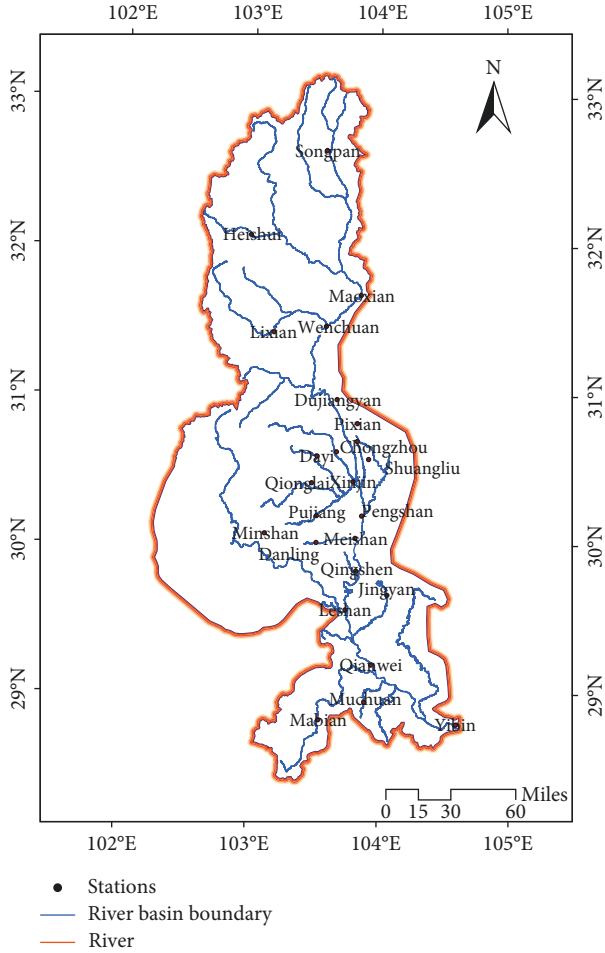 102°E 103°E 104°E 105°E
33°N
33°N
N
Songpan
32°N
32°N
Heishui
Maoxian
Wenchuan
Lixian
31°N
31°N
Dujiangyan
Pixian
Chongzhou
Dayi
Shuangliu
Qionglai
Xinjin
Pujiang
Pengshan
30°N
30°N
Minshan
Meishan
Danling
Qingshen
Jingyan
Leshan
29°N
29°N
Qianwei
Muchuan
Mabian
Yibin
Miles
0 15 30 60
102°E 103°E 104°E 105°E
Stations
River basin boundary
River